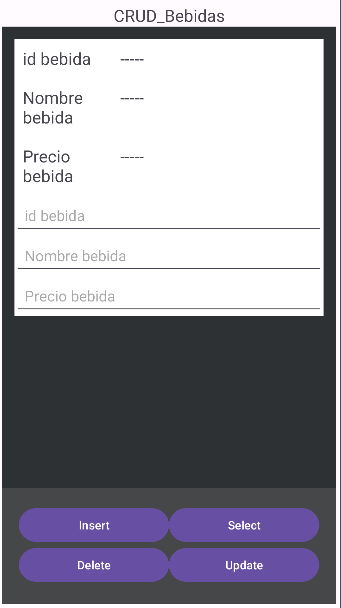 CRUD_Bebidas
id bebida -----
Nombre bebida -----
Precio bebida -----
id bebida
Nombre bebida
Precio bebida
Insert Select
Delete Update